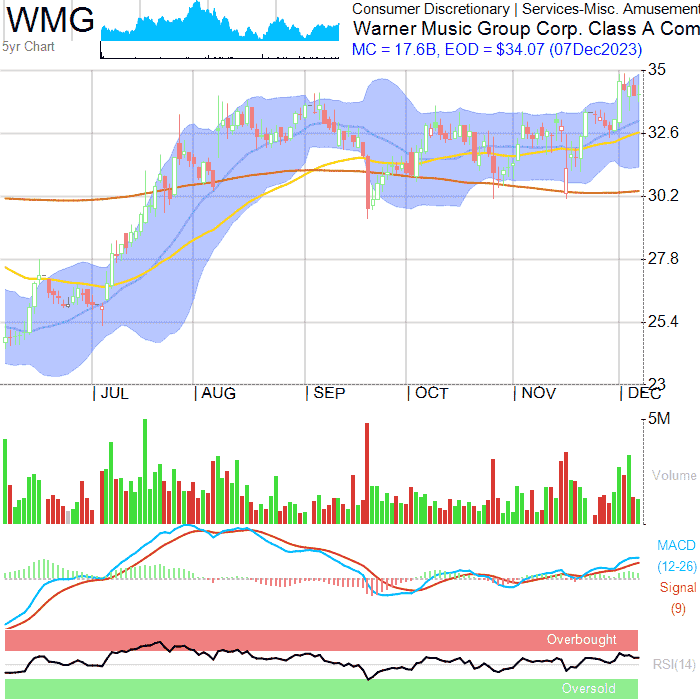 WMG
5yr Chart
Consumer Discretionary | Services-Misc. Amusement
Warner Music Group Corp. Class A Com
MC = 17.6B, EOD = $34.07 (07Dec2023)
35
32.6
30.2
27.8
25.4
23
JUL AUG SEP OCT NOV DEC
5M
Volume
MACD
(12-26)
Signal
(9)
Overbought
RSI(14)
Oversold